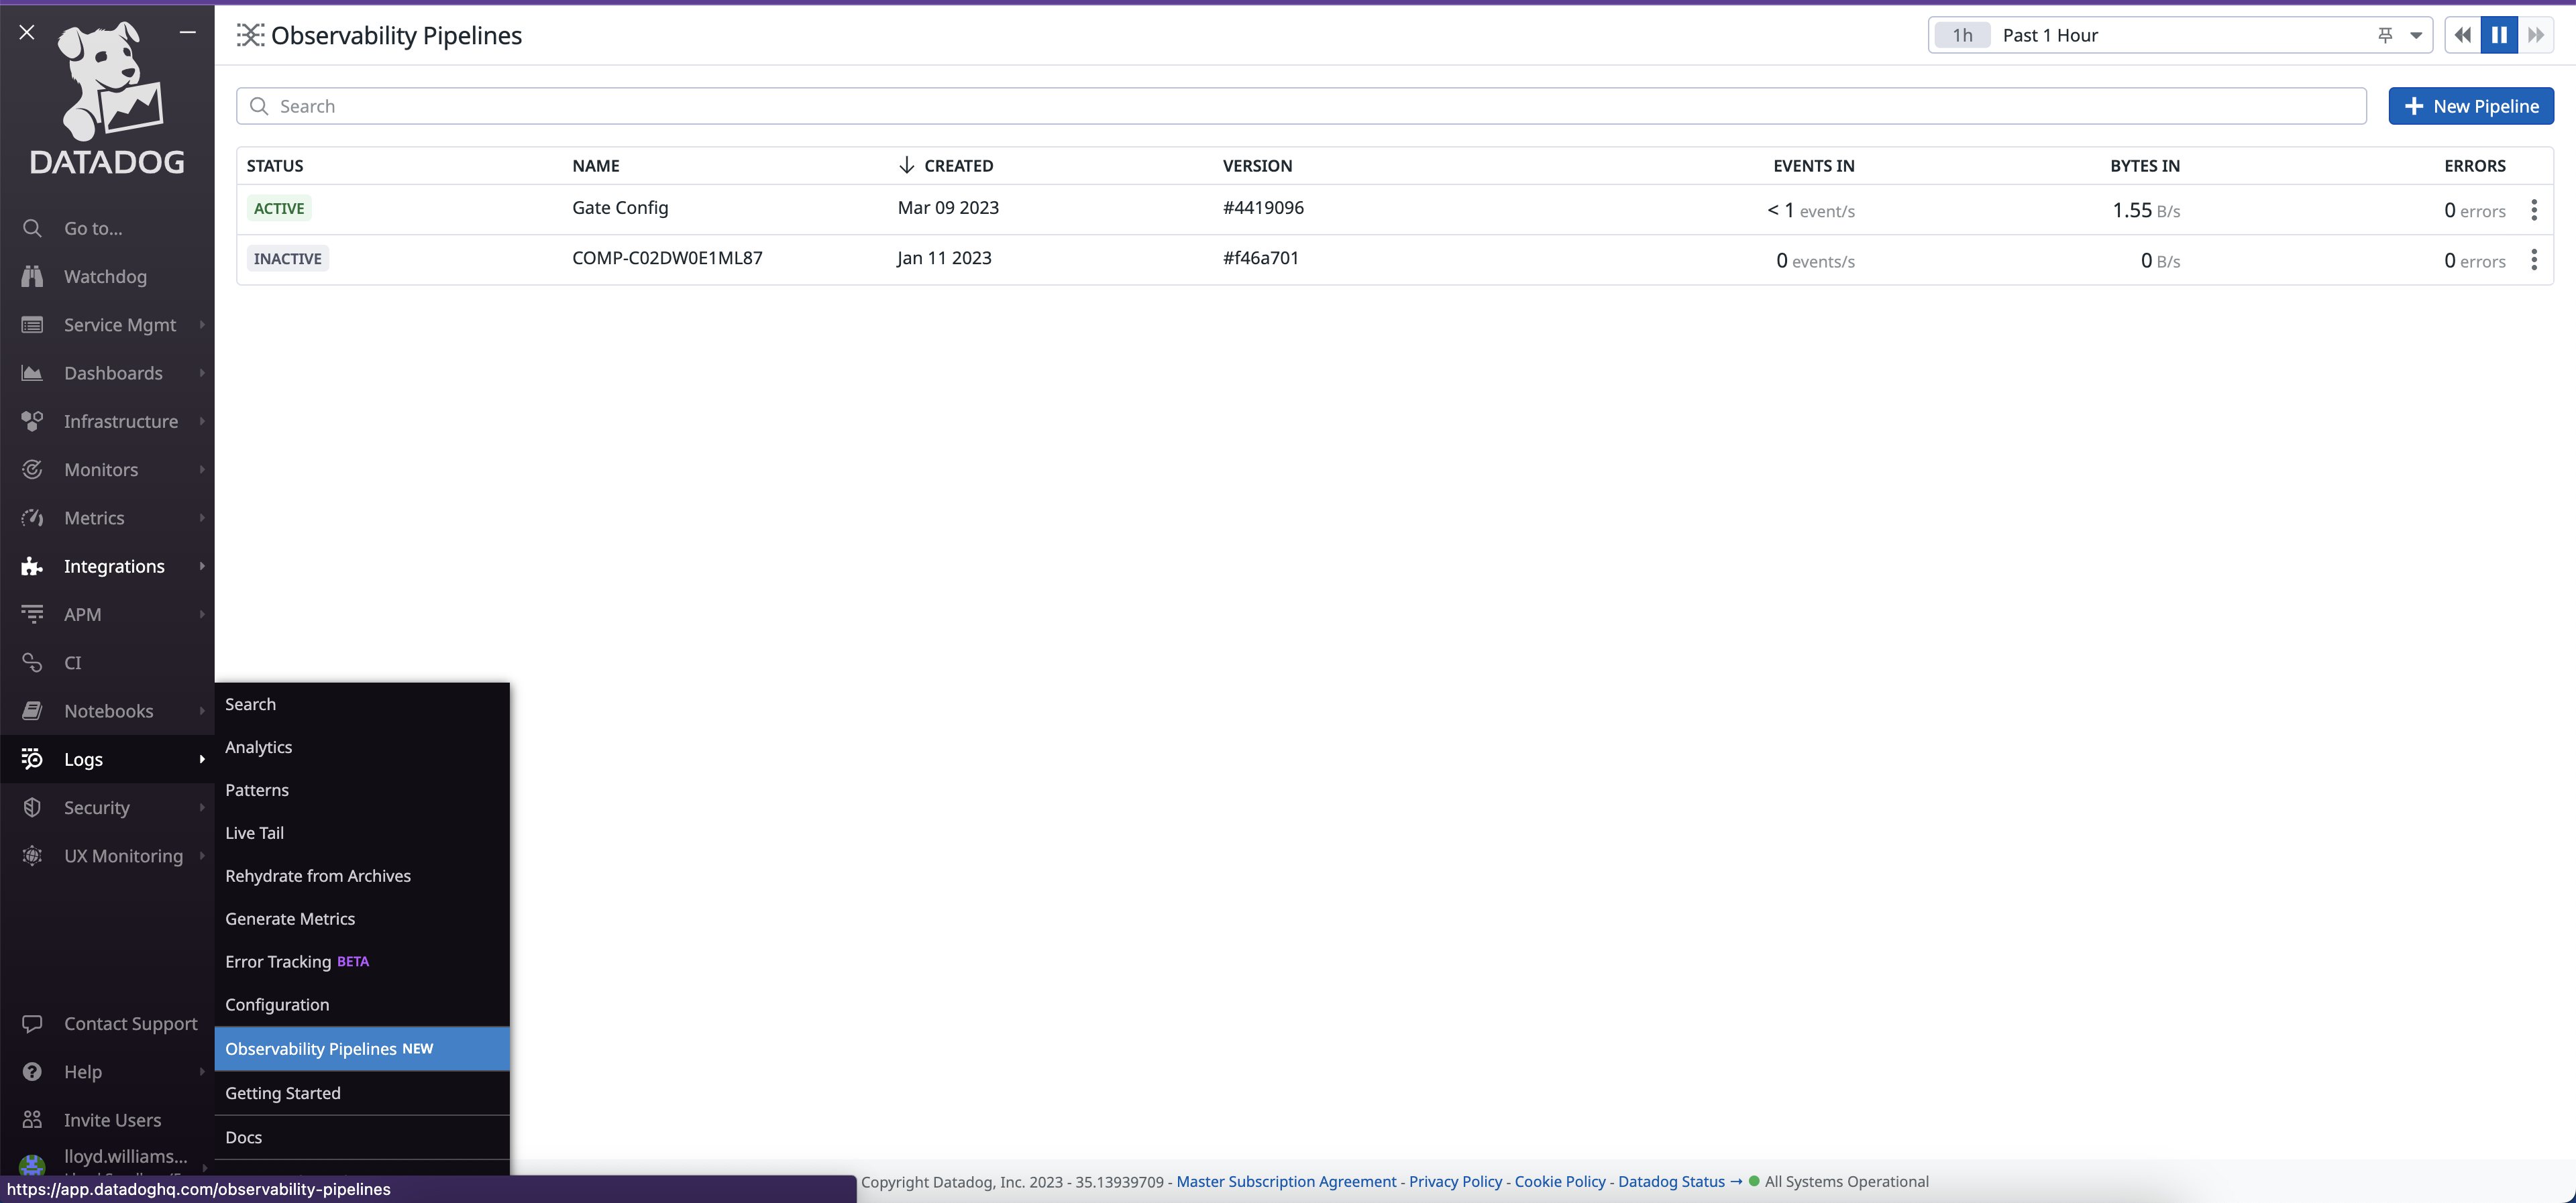 DATADOG
Go to...
Watchdog
Service Mgmt
Dashboards
Infrastructure
Monitors
Metrics
Integrations
APM
CI
Notebooks
Logs
Security
UX Monitoring
Contact Support
Help
Invite Users
lloyd.williams...
Search
Analytics
Patterns
Live Tail
Rehydrate from Archives
Generate Metrics
Error Tracking BETA
Configuration
Observability Pipelines NEW
Getting Started
Docs
https://app.datadoghq.com/observability-pipelines
Observability Pipelines
1h Past 1 Hour
Search
New Pipeline
STATUS NAME CREATED VERSION EVENTS IN BYTES IN ERRORS
ACTIVE Gate Config Mar 09 2023 #4419096 < 1 event/s 1.55 B/s 0 errors
INACTIVE COMP-C02DW0E1ML87 Jan 11 2023 #f46a701 0 events/s 0 B/s 0 errors
Copyright Datadog, Inc. 2023 - 35.13939709 - Master Subscription Agreement - Privacy Policy - Cookie Policy - Datadog Status → All Systems Operational